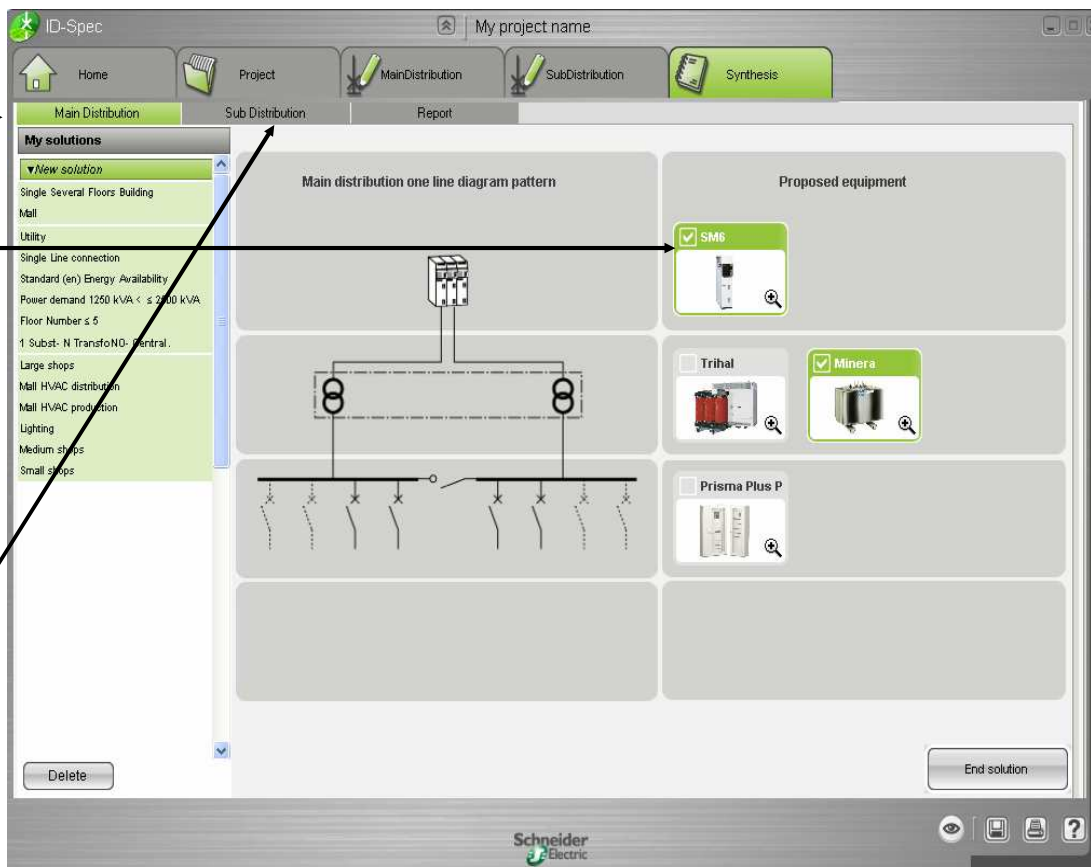 ID-Spec
My project name
Home
Project
MainDistribution
SubDistribution
Synthesis
Main Distribution
Sub Distribution
Report
My solutions
▼New solution
Single Several Floors Building
Mall
Utility
Single Line connection
Standard (en) Energy Availability
Power demand 1250 kVA < ≤ 2500 kVA
Floor Number ≤ 5
1 Subst- N TransfoNO- Central.
Large shops
Mall HVAC distribution
Mall HVAC production
Lighting
Medium shops
Small shops
Delete
Main distribution one line diagram pattern
Proposed equipment
SM6
Trihal
Minera
Prisma Plus P
End solution
Schneider
Electric
?